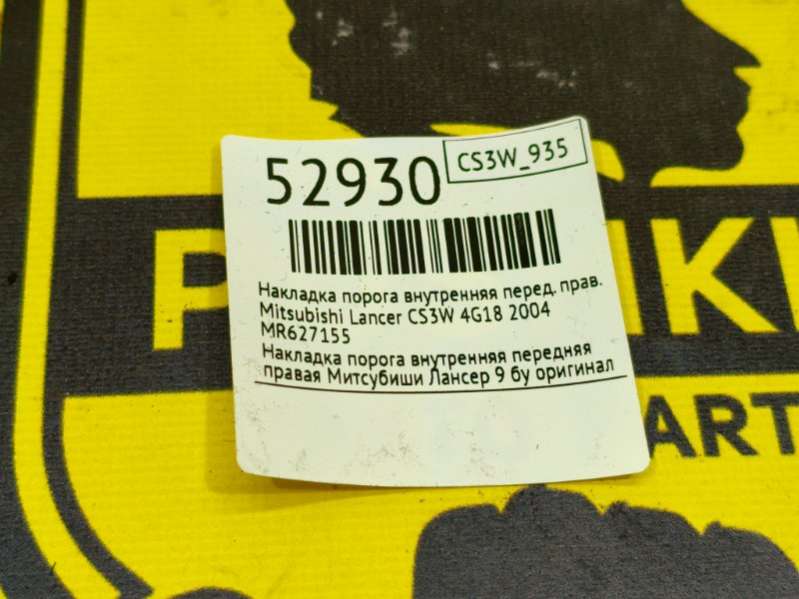 52930
CS3W_935
Накладка порога внутренняя перед. прав.
Mitsubishi Lancer CS3W 4G18 2004
MR627155
Накладка порога внутренняя передняя
правая Митсубиши Лансер 9 бу оригинал